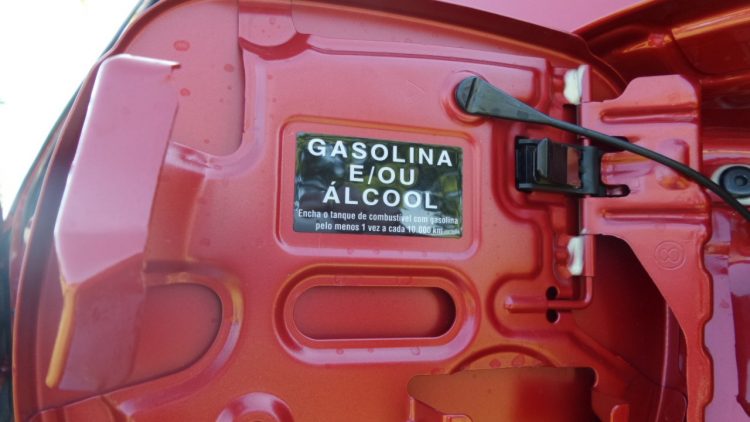 GASOLINA
E/OU
ÁLCOOL
Encha o tanque de combustível com gasolina
pelo menos 1 vez a cada 10.000 km